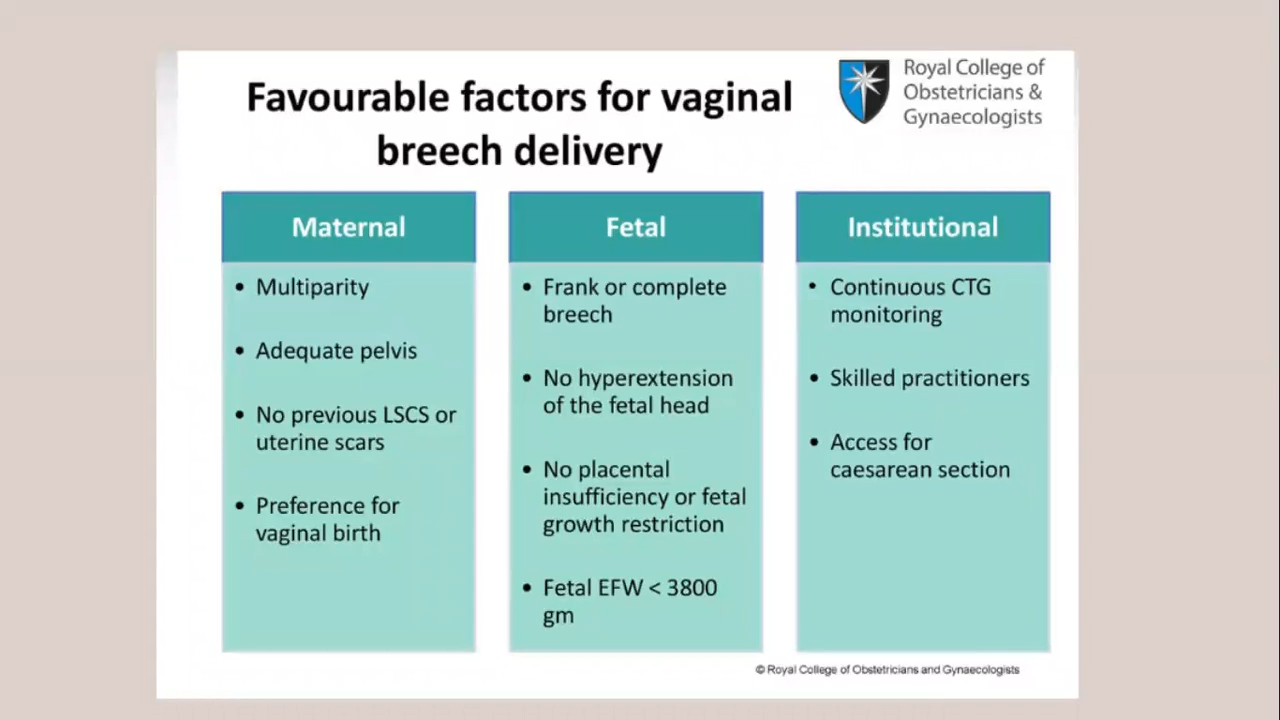 Favourable factors for vaginal
breech delivery
Royal College of
Obstetricians &
Gynaecologists
Maternal
• Multiparity
• Adequate pelvis
• No previous LSCS or
uterine scars
• Preference for
vaginal birth
Fetal
• Frank or complete
breech
• No hyperextension
of the fetal head
• No placental
insufficiency or fetal
growth restriction
• Fetal EFW < 3800
gm
Institutional
• Continuous CTG
monitoring
• Skilled practitioners
• Access for
caesarean section
© Royal College of Obstetricians and Gynaecologists